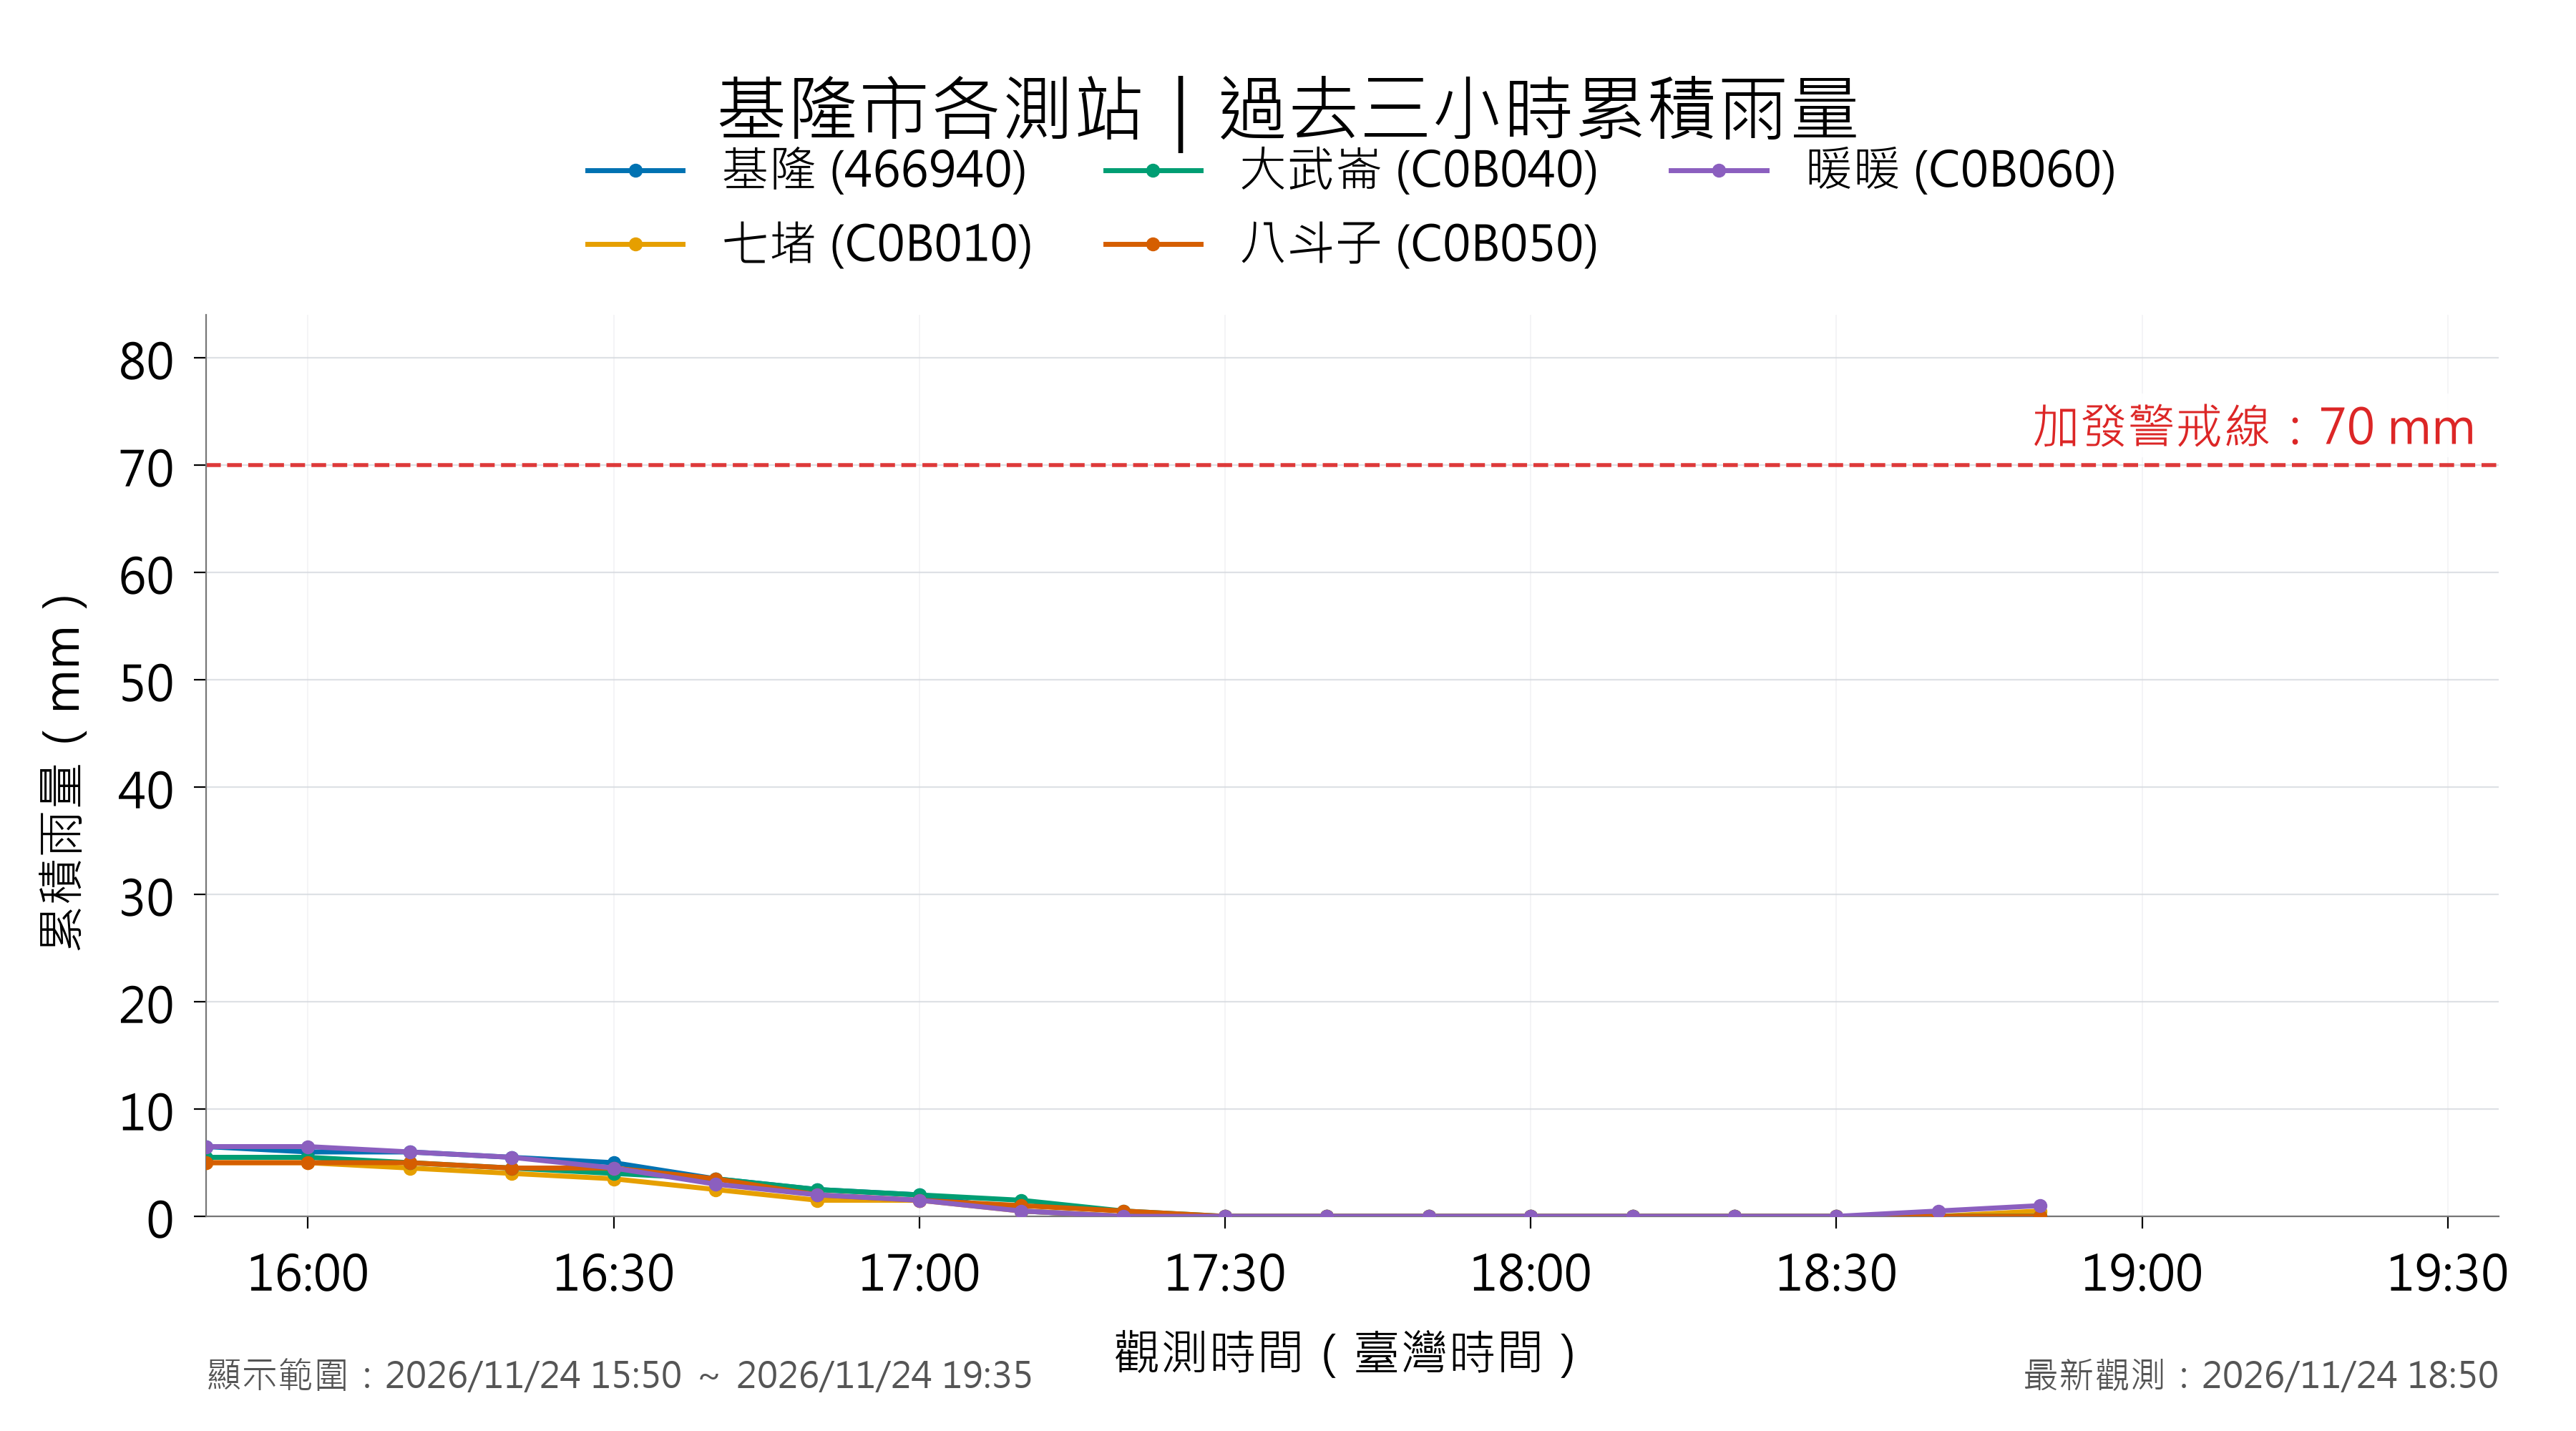 基隆市各測站｜過去三小時累積雨量
基隆 (466940)
大武崙 (C0B040)
暖暖 (C0B060)
七堵 (C0B010)
八斗子 (C0B050)
累積雨量（mm）
80
70
60
50
40
30
20
10
0
加發警戒線：70 mm
16:00 16:30 17:00 17:30 18:00 18:30 19:00 19:30
觀測時間（臺灣時間）
顯示範圍：2026/11/24 15:50 ~ 2026/11/24 19:35
最新觀測：2026/11/24 18:50